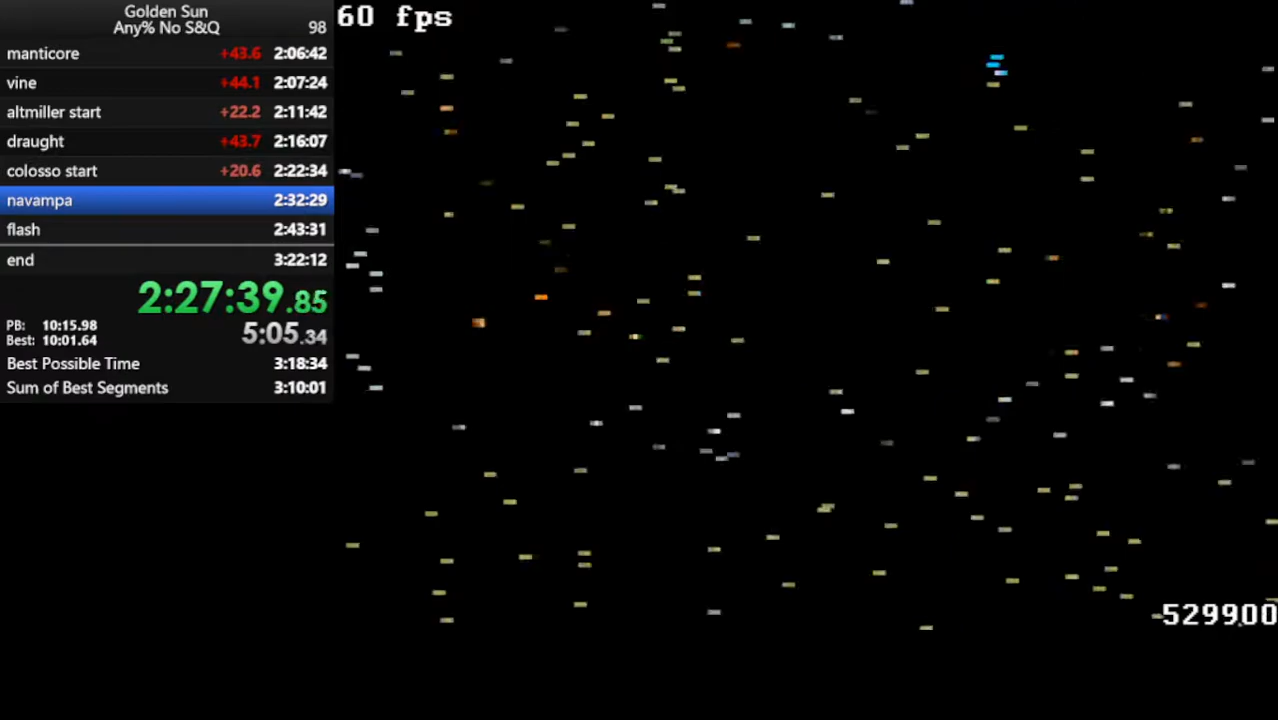 Golden Sun
Any% No S&Q 98
manticore +43.6 2:06:42
vine +44.1 2:07:24
altmiller start +22.2 2:11:42
draught +43.7 2:16:07
colosso start +20.6 2:22:34
navampa 2:32:29
flash 2:43:31
end 3:22:12
2:27:39.85
PB: 10:15.98
Best: 10:01.64
5:05.34
Best Possible Time 3:18:34
Sum of Best Segments 3:10:01
60 fps
529900